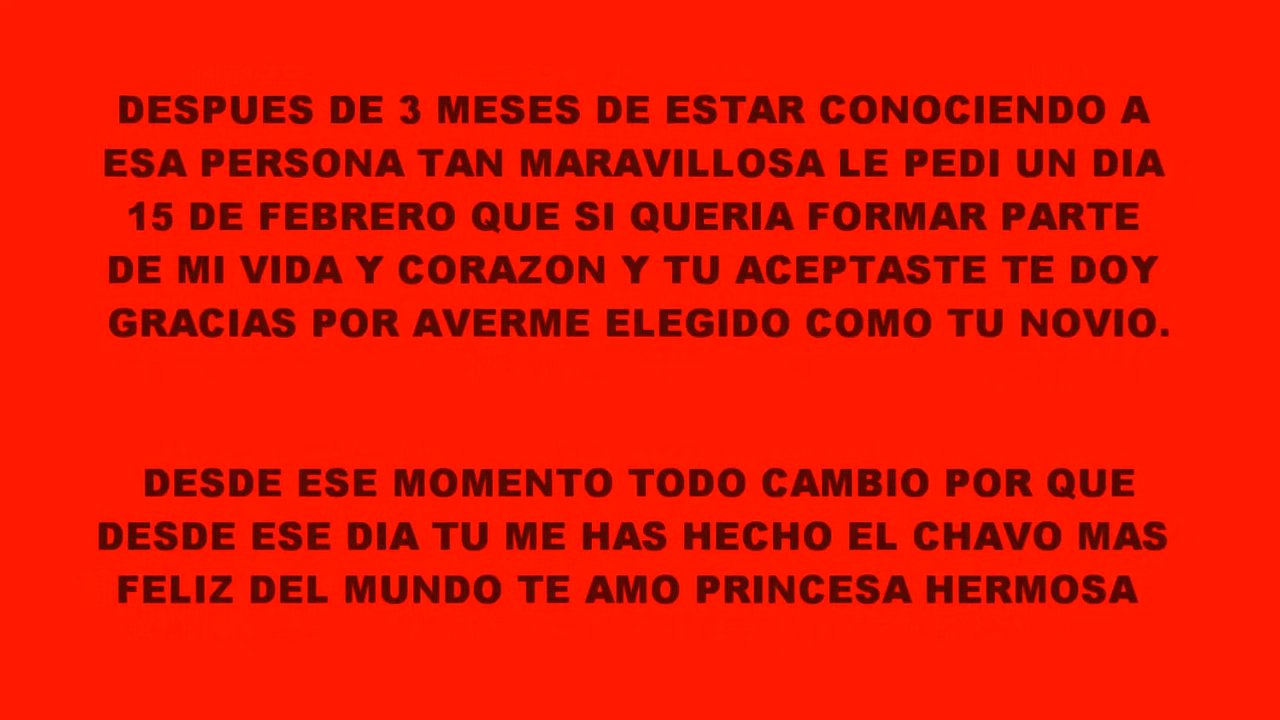 DESPUES DE 3 MESES DE ESTAR CONOCIENDO A
ESA PERSONA TAN MARAVILLOSA LE PEDI UN DIA
15 DE FEBRERO QUE SI QUERIA FORMAR PARTE
DE MI VIDA Y CORAZON Y TU ACEPTASTE TE DOY
GRACIAS POR AVERME ELEGIDO COMO TU NOVIO.
DESDE ESE MOMENTO TODO CAMBIO POR QUE
DESDE ESE DIA TU ME HAS HECHO EL CHAVO MAS
FELIZ DEL MUNDO TE AMO PRINCESA HERMOSA